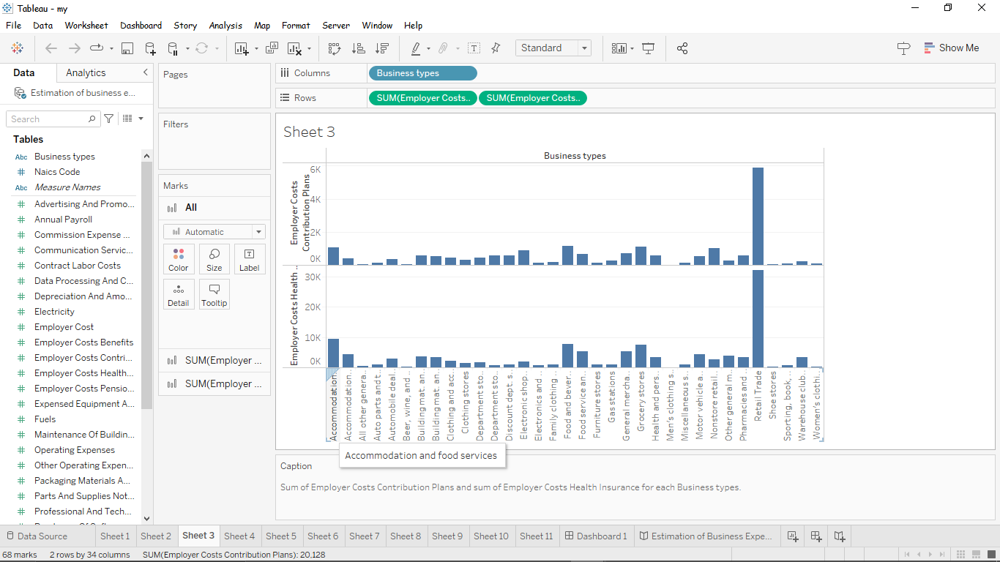 Tableau - my
File Data Worksheet Dashboard Story Analysis Map Format Server Window Help
Standard
Show Me
Data Analytics
Estimation of business e...
Search
Tables
Abc Business types
# Naics Code
Abc Measure Names
# Advertising And Promo...
# Annual Payroll
# Commission Expense ...
# Communication Servic...
# Contract Labor Costs
# Data Processing And C...
# Depreciation And Amo...
# Electricity
# Employer Cost
# Employer Costs Benefits
# Employer Costs Contri...
# Employer Costs Health...
# Employer Costs Pensio...
# Expensed Equipment A...
# Fuels
# Maintenance Of Buildin...
# Operating Expenses
# Other Operating Expen...
# Packaging Materials A...
# Parts And Supplies Not...
# Professional And Tech...
Pages
Filters
Marks
All
Automatic
Color Size Label
Detail Tooltip
SUM(Employer ...
SUM(Employer ...
Columns Business types
Rows SUM(Employer Costs.. SUM(Employer Costs..
Sheet 3
Business types
Employer Costs
Contribution Plans
6K
4K
2K
0K
Employer Costs Health ..
30K
20K
10K
0K
Accommodation..
Accommodation..
All other genera..
Auto parts and t..
Automobile deal..
Beer, wine, and ..
Building mat. an..
Building mat. an..
Clothing and acc..
Clothing stores
Department sto..
Department sto..
Discount dept. s..
Electronic shop..
Electronics and ..
Family clothing ..
Food and bever..
Food service an..
Furniture stores
Gas stations
General mercha..
Grocery stores
Health and pers..
Men's clothing s..
Miscellaneous s..
Motor vehicle a..
Nonstore retail..
Other general m..
Pharmacies and ..
Retail Trade
Shoe stores
Sporting, book, ..
Warehouse club..
Women's clothi..
Accommodation and food services
Caption
Sum of Employer Costs Contribution Plans and sum of Employer Costs Health Insurance for each Business types.
Data Source Sheet 1 Sheet 2 Sheet 3 Sheet 4 Sheet 5 Sheet 6 Sheet 7 Sheet 8 Sheet 9 Sheet 10 Sheet 11 Dashboard 1 Estimation of Business Expe...
68 marks 2 rows by 34 columns SUM(Employer Costs Contribution Plans): 20,128